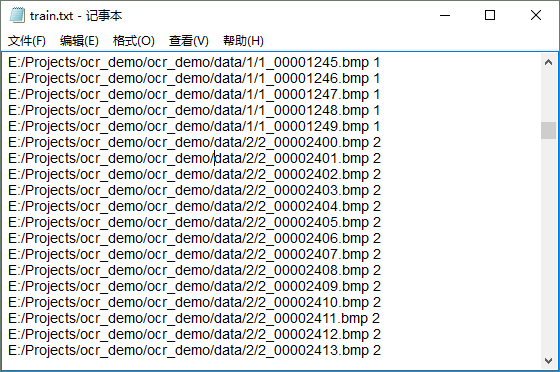 train.txt - 记事本
文件(F) 编辑(E) 格式(O) 查看(V) 帮助(H)
E:/Projects/ocr_demo/ocr_demo/data/1/1_00001245.bmp 1
E:/Projects/ocr_demo/ocr_demo/data/1/1_00001246.bmp 1
E:/Projects/ocr_demo/ocr_demo/data/1/1_00001247.bmp 1
E:/Projects/ocr_demo/ocr_demo/data/1/1_00001248.bmp 1
E:/Projects/ocr_demo/ocr_demo/data/1/1_00001249.bmp 1
E:/Projects/ocr_demo/ocr_demo/data/2/2_00002400.bmp 2
E:/Projects/ocr_demo/ocr_demo/data/2/2_00002401.bmp 2
E:/Projects/ocr_demo/ocr_demo/data/2/2_00002402.bmp 2
E:/Projects/ocr_demo/ocr_demo/data/2/2_00002403.bmp 2
E:/Projects/ocr_demo/ocr_demo/data/2/2_00002404.bmp 2
E:/Projects/ocr_demo/ocr_demo/data/2/2_00002405.bmp 2
E:/Projects/ocr_demo/ocr_demo/data/2/2_00002406.bmp 2
E:/Projects/ocr_demo/ocr_demo/data/2/2_00002407.bmp 2
E:/Projects/ocr_demo/ocr_demo/data/2/2_00002408.bmp 2
E:/Projects/ocr_demo/ocr_demo/data/2/2_00002409.bmp 2
E:/Projects/ocr_demo/ocr_demo/data/2/2_00002410.bmp 2
E:/Projects/ocr_demo/ocr_demo/data/2/2_00002411.bmp 2
E:/Projects/ocr_demo/ocr_demo/data/2/2_00002412.bmp 2
E:/Projects/ocr_demo/ocr_demo/data/2/2_00002413.bmp 2